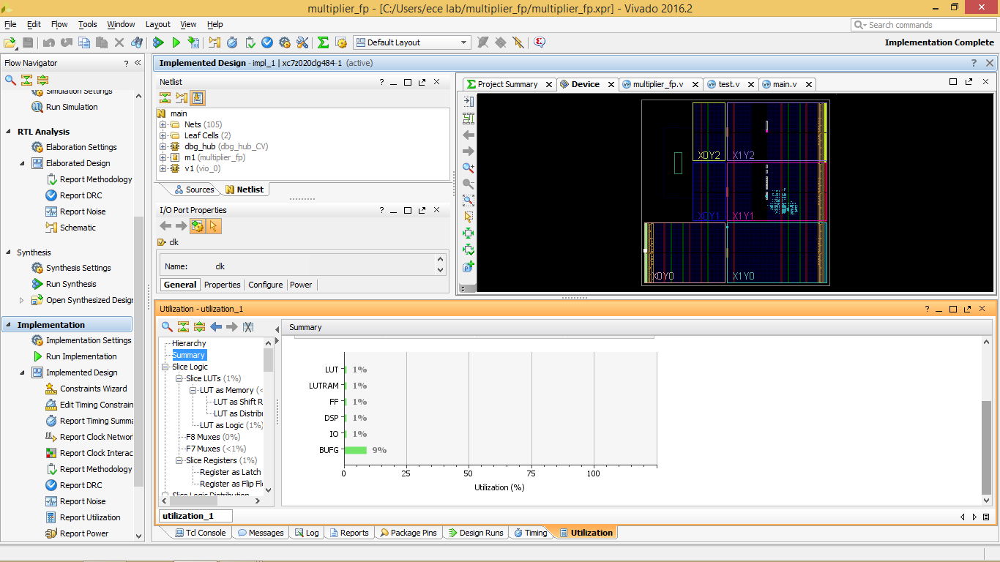 multiplier_fp - [C:/Users/ece lab/multiplier_fp/multiplier_fp.xpr] - Vivado 2016.2
File Edit Flow Tools Window Layout View Help
Search commands
Default Layout
Implementation Complete
Flow Navigator
Simulation Settings
Run Simulation
RTL Analysis
Elaboration Settings
Elaborated Design
Report Methodology
Report DRC
Report Noise
Schematic
Synthesis
Synthesis Settings
Run Synthesis
Open Synthesized Design
Implementation
Implementation Settings
Run Implementation
Implemented Design
Constraints Wizard
Edit Timing Constrain
Report Timing Summa
Report Clock Networ
Report Clock Interac
Report Methodology
Report DRC
Report Noise
Report Utilization
Report Power
Implemented Design - impl_1 | xc7z020clg484-1 (active)
Netlist
main
Nets (105)
Leaf Cells (2)
dbg_hub (dbg_hub_CV)
m1 (multiplier_fp)
v1 (vio_0)
Sources Netlist
I/O Port Properties
clk
Name: clk
General Properties Configure Power
Project Summary Device multiplier_fp.v test.v main.v
X0Y2 X1Y2
X0Y1 X1Y1
X0Y0 X1Y0
Utilization - utilization_1
Hierarchy
Summary
Slice Logic
Slice LUTs (1%)
LUT as Memory (<
LUT as Shift R
LUT as Distribu
LUT as Logic (1%)
F8 Muxes (0%)
F7 Muxes (<1%)
Slice Registers (1%)
Register as Latch
Register as Flip Flo
Slice Logic Distribution
Summary
LUT 1%
LUTRAM 1%
FF 1%
DSP 1%
IO 1%
BUFG 9%
0 25 50 75 100
Utilization (%)
utilization_1
Tcl Console Messages Log Reports Package Pins Design Runs Timing Utilization